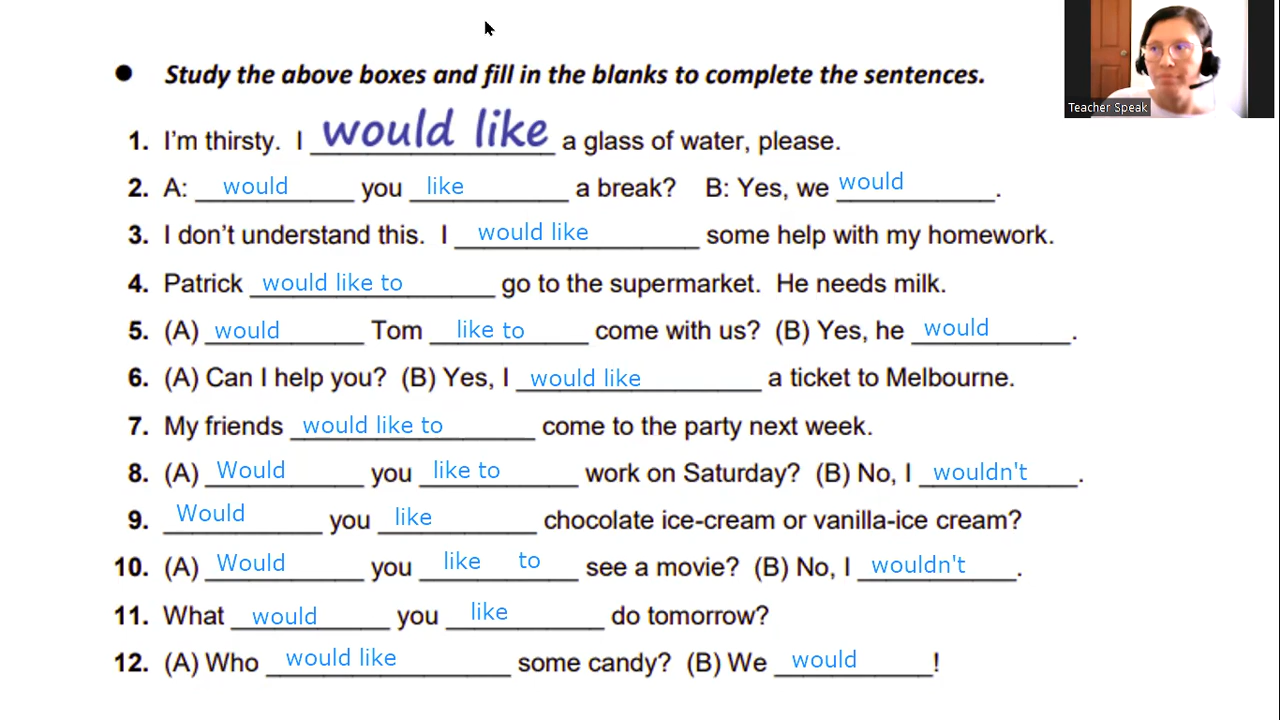 Teacher Speak
● Study the above boxes and fill in the blanks to complete the sentences.
1. I'm thirsty. I would like a glass of water, please.
2. A: would you like a break? B: Yes, we would.
3. I don't understand this. I would like some help with my homework.
4. Patrick would like to go to the supermarket. He needs milk.
5. (A) would Tom like to come with us? (B) Yes, he would.
6. (A) Can I help you? (B) Yes, I would like a ticket to Melbourne.
7. My friends would like to come to the party next week.
8. (A) Would you like to work on Saturday? (B) No, I wouldn't.
9. Would you like chocolate ice-cream or vanilla-ice cream?
10. (A) Would you like to see a movie? (B) No, I wouldn't.
11. What would you like do tomorrow?
12. (A) Who would like some candy? (B) We would!